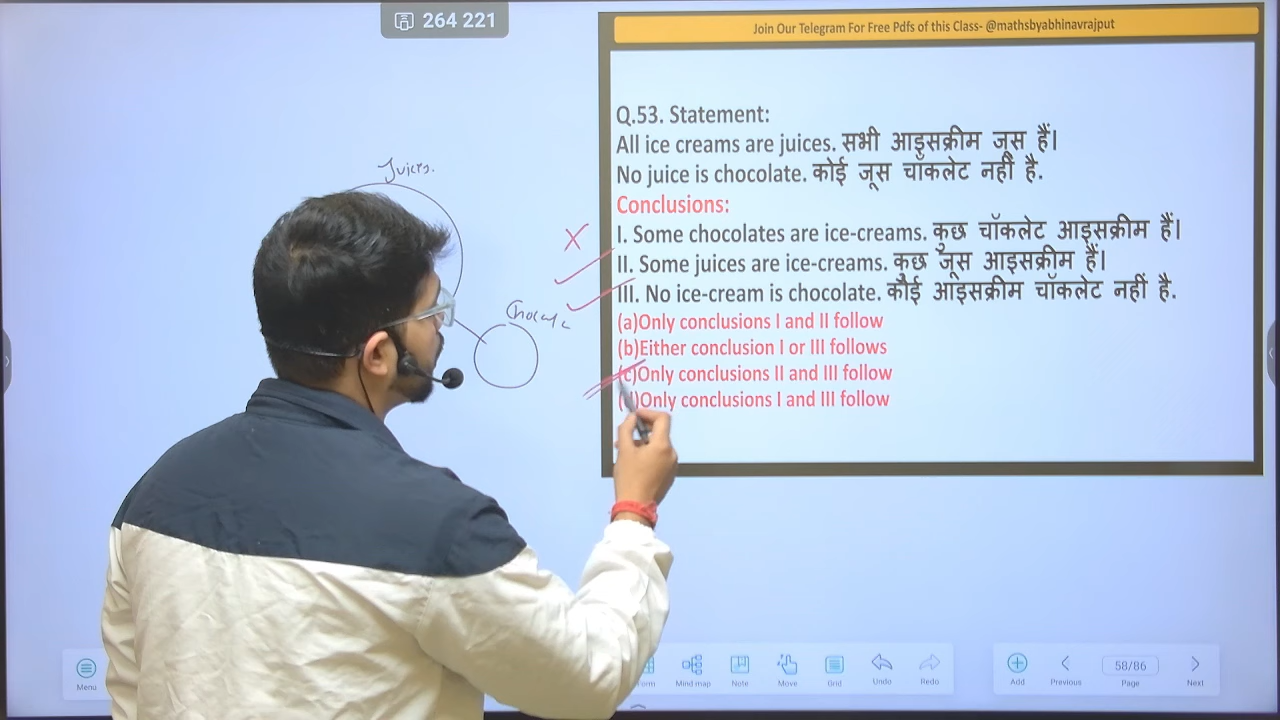 264 221
Join Our Telegram For Free Pdfs of this Class- @mathsbyabhinavrajput
Q.53. Statement:
All ice creams are juices. सभी आइसक्रीम जूस हैं।
No juice is chocolate. कोई जूस चॉकलेट नहीं है.
Conclusions:
I. Some chocolates are ice-creams. कुछ चॉकलेट आइसक्रीम हैं।
II. Some juices are ice-creams. कुछ जूस आइसक्रीम हैं।
III. No ice-cream is chocolate. कोई आइसक्रीम चॉकलेट नहीं है.
(a)Only conclusions I and II follow
(b)Either conclusion I or III follows
(c)Only conclusions II and III follow
(d)Only conclusions I and III follow
Juices.
Menu
Mind map
Note
Move
Grid
Undo
Redo
Add
Previous
58/86
Page
Next